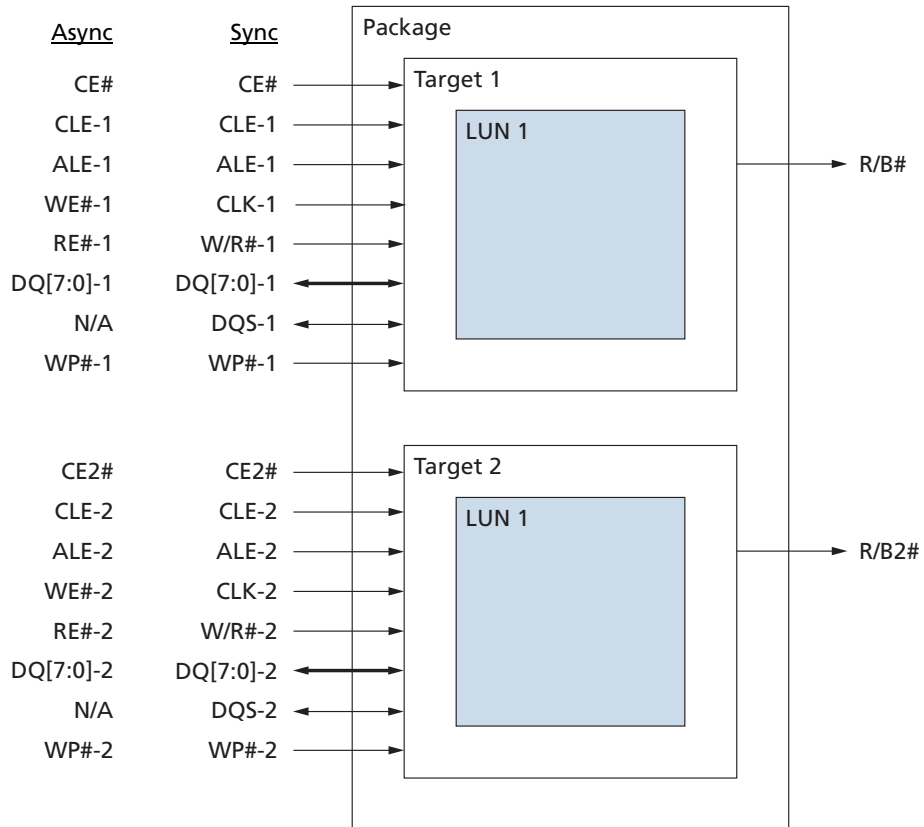 Async Sync Package
CE# CE# Target 1
CLE-1 CLE-1 LUN 1
ALE-1 ALE-1 R/B#
WE#-1 CLK-1
RE#-1 W/R#-1
DQ[7:0]-1 DQ[7:0]-1
N/A DQS-1
WP#-1 WP#-1
CE2# CE2# Target 2
CLE-2 CLE-2 LUN 1
ALE-2 ALE-2 R/B2#
WE#-2 CLK-2
RE#-2 W/R#-2
DQ[7:0]-2 DQ[7:0]-2
N/A DQS-2
WP#-2 WP#-2